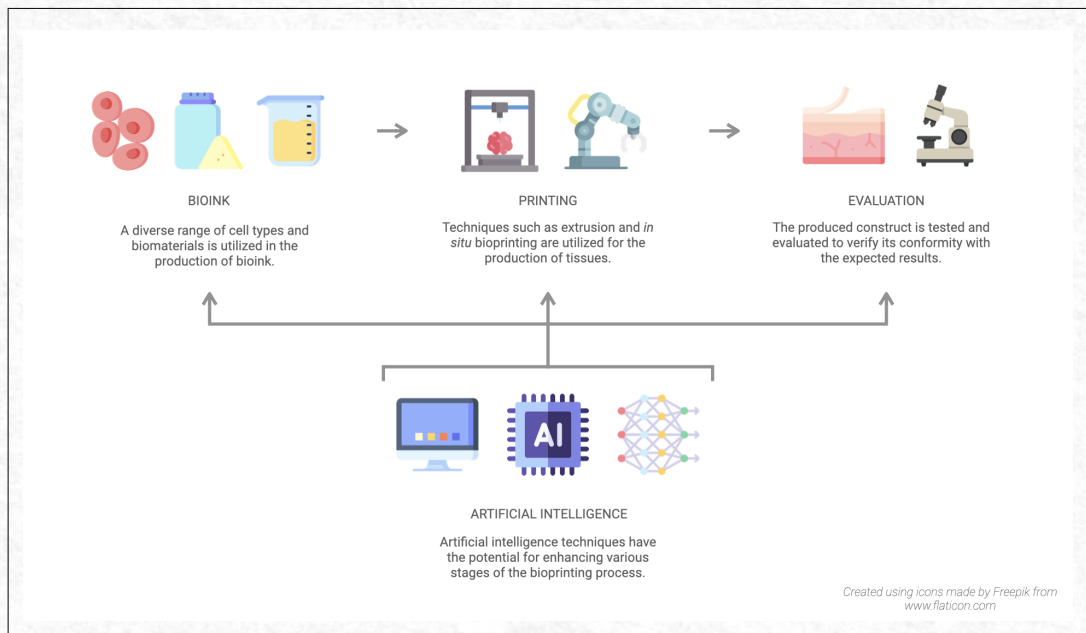 BIOINK
A diverse range of cell types and
biomaterials is utilized in the
production of bioink.
PRINTING
Techniques such as extrusion and in
situ bioprinting are utilized for the
production of tissues.
EVALUATION
The produced construct is tested and
evaluated to verify its conformity with
the expected results.
AI
ARTIFICIAL INTELLIGENCE
Artificial intelligence techniques have
the potential for enhancing various
stages of the bioprinting process.
Created using icons made by Freepik from
www.flaticon.com